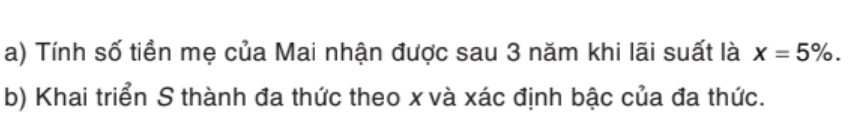 a) Tính số tiền mẹ của Mai nhận được sau 3 năm khi lãi suất là x = 5%.
b) Khai triển S thành đa thức theo x và xác định bậc của đa thức.